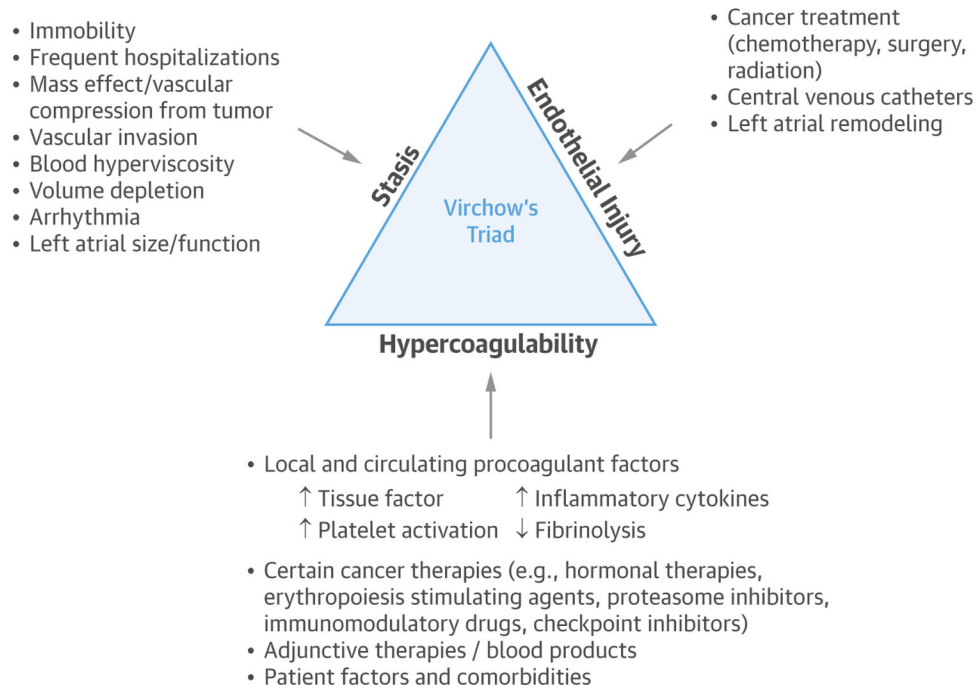 • Immobility
• Frequent hospitalizations
• Mass effect/vascular
compression from tumor
• Vascular invasion
• Blood hyperviscosity
• Volume depletion
• Arrhythmia
• Left atrial size/function
• Cancer treatment
(chemotherapy, surgery,
radiation)
• Central venous catheters
• Left atrial remodeling
Stasis
Endothelial Injury
Virchow's
Triad
Hypercoagulability
• Local and circulating procoagulant factors
↑ Tissue factor ↑ Inflammatory cytokines
↑ Platelet activation ↓ Fibrinolysis
• Certain cancer therapies (e.g., hormonal therapies,
erythropoiesis stimulating agents, proteasome inhibitors,
immunomodulatory drugs, checkpoint inhibitors)
• Adjunctive therapies / blood products
• Patient factors and comorbidities